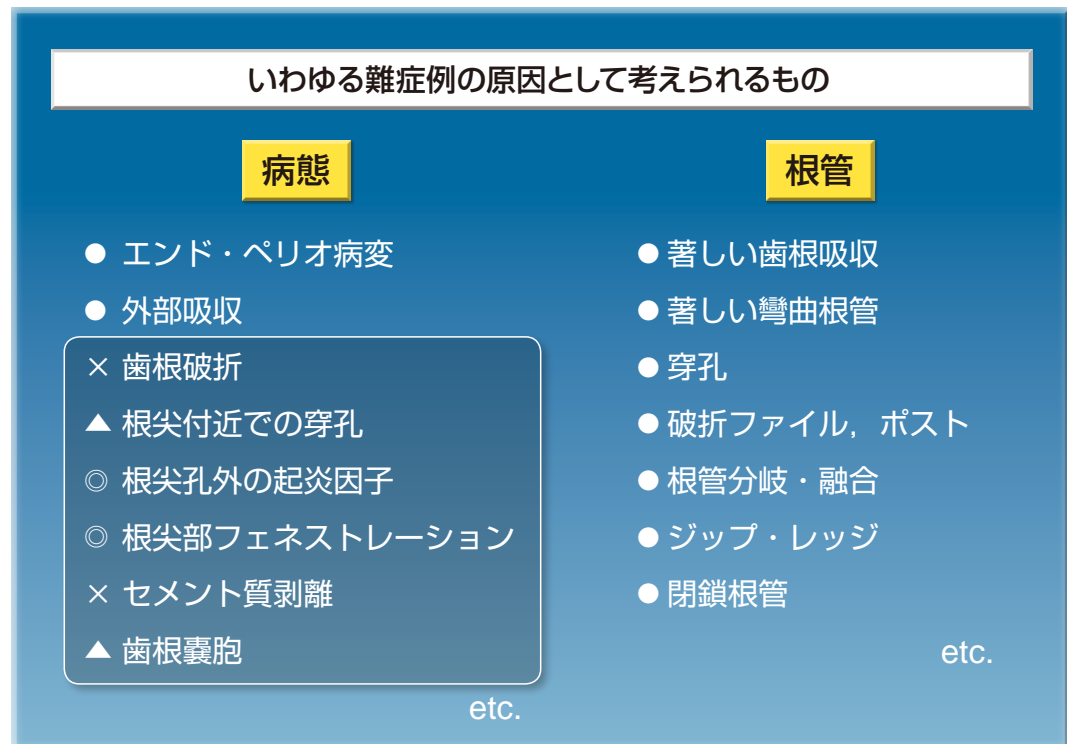 いわゆる難症例の原因として考えられるもの
病態
● エンド・ペリオ病変
● 外部吸収
× 歯根破折
▲ 根尖付近での穿孔
◎ 根尖孔外の起炎因子
◎ 根尖部フェネストレーション
× セメント質剥離
▲ 歯根嚢胞
etc.
根管
● 著しい歯根吸収
● 著しい彎曲根管
● 穿孔
● 破折ファイル，ポスト
● 根管分岐・融合
● ジップ・レッジ
● 閉鎖根管
etc.